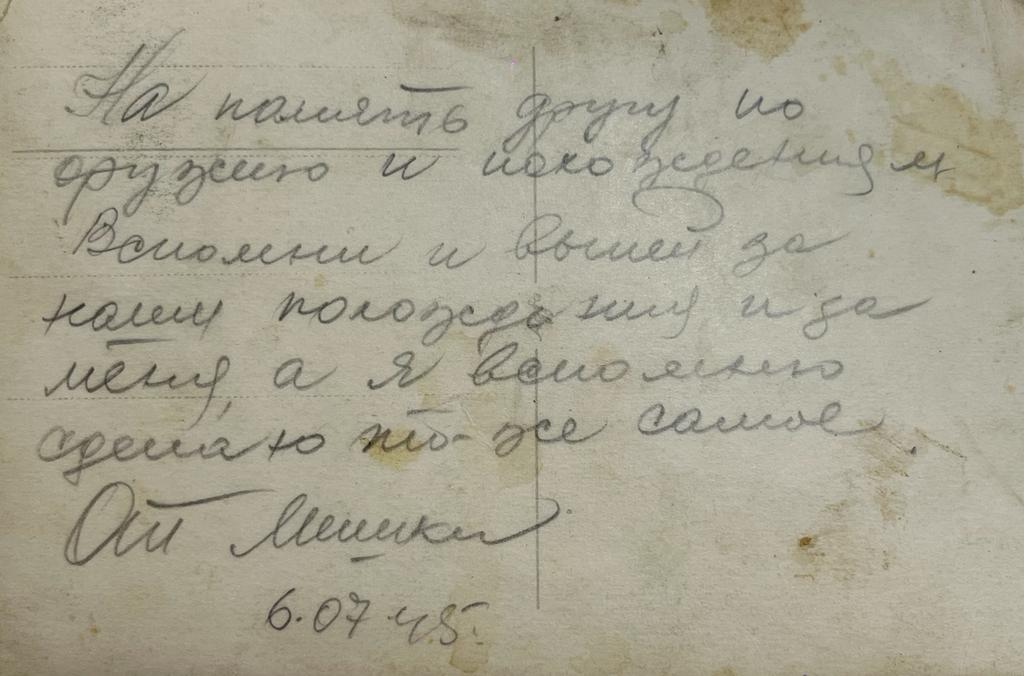 На память другу по
оружию и похождениям
Вспомни и выпей за
наши похождения и за
меня, а я вспомню
сделаю то-же самое.
От Мишки
6.07.45.